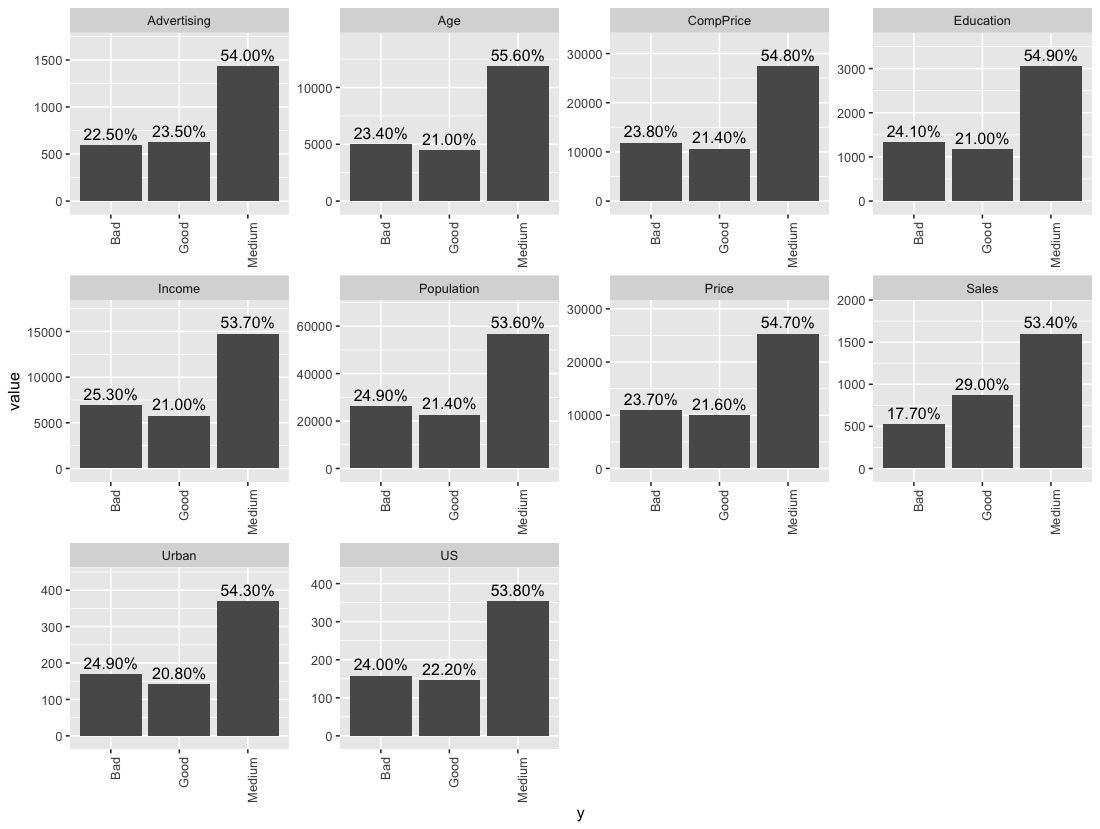 Advertising
Age
CompPrice
Education
1500
1000
500
0
22.50%
23.50%
54.00%
Bad
Good
Medium
10000
5000
0
23.40%
21.00%
55.60%
Bad
Good
Medium
30000
20000
10000
0
23.80%
21.40%
54.80%
Bad
Good
Medium
3000
2000
1000
0
24.10%
21.00%
54.90%
Bad
Good
Medium
value
Income
Population
Price
Sales
15000
10000
5000
0
25.30%
21.00%
53.70%
Bad
Good
Medium
60000
40000
20000
0
24.90%
21.40%
53.60%
Bad
Good
Medium
30000
20000
10000
0
23.70%
21.60%
54.70%
Bad
Good
Medium
2000
1500
1000
500
0
17.70%
29.00%
53.40%
Bad
Good
Medium
Urban
US
400
300
200
100
0
24.90%
20.80%
54.30%
Bad
Good
Medium
400
300
200
100
0
24.00%
22.20%
53.80%
Bad
Good
Medium
y